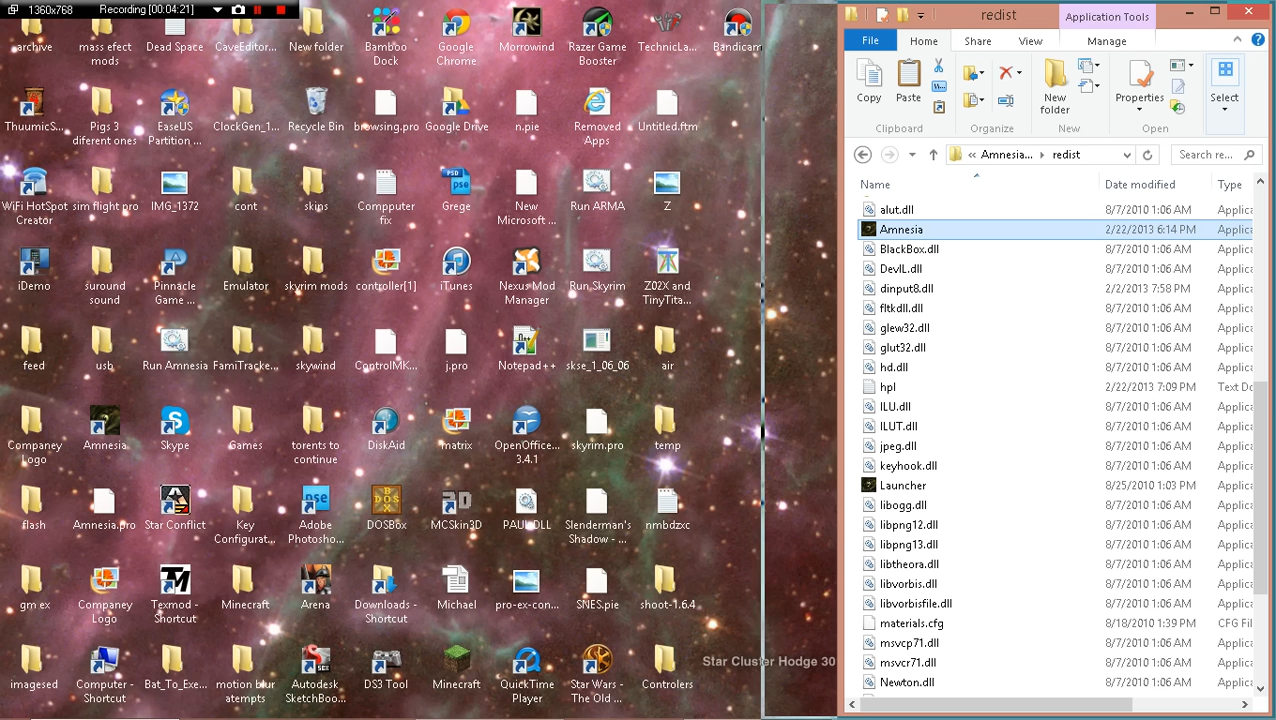 1360x768
Recording [00:04:21]
archive
mass efect
mods
Dead Space
CaveEditor...
New folder
Bamboo
Dock
Google
Chrome
Morrowind
Razer Game
Booster
TechnicLa...
Bandicam
ThuumicS...
Pigs 3
diferent ones
EaseUS
Partition ...
ClockGen_1...
Recycle Bin
browsing.pro
Google Drive
n.pie
Removed
Apps
Untitled.ftm
WiFi HotSpot
Creator
sim flight pro
IMG_1372
cont
skins
Compputer
fix
PSD
pse
Grege
New
Microsoft ...
Run ARMA
Z
iDemo
suround
sound
Pinnacle
Game ...
Emulator
skyrim mods
controller[1]
iTunes
Nexus Mod
Manager
Run Skyrim
Z02X and
TinyTita...
feed
usb
Run Amnesia
FamiTracke...
skywind
ControlMK...
j.pro
Notepad++
skse_1_06_06
air
Companey
Logo
Amnesia
Skype
Games
torents to
continue
DiskAid
matrix
OpenOffice...
3.4.1
skyrim.pro
temp
flash
Amnesia.pro
Star Conflict
Key
Configurat...
pse
Adobe
Photosho...
DOSBox
MCSkin3D
PAUL.DLL
Slenderman's
Shadow - ...
nmbdzxc
gm ex
Companey
Logo
Texmod -
Shortcut
Minecraft
Arena
Downloads -
Shortcut
Michael
pro-ex-con...
SNES.pie
shoot-1.6.4
imagesed
Computer -
Shortcut
Bat_To_Exe...
motion blur
atempts
Autodesk
SketchBoo...
DS3 Tool
Minecraft
QuickTime
Player
Star Wars -
The Old ...
Controlers
Star Cluster Hodge 30
redist
Application Tools
File
Home
Share
View
Manage
Copy
Paste
New
folder
Properties
Select
Clipboard
Organize
New
Open
« Amnesia... redist
Search re...
Name
Date modified
Type
alut.dll 8/7/2010 1:06 AM Applica
Amnesia 2/22/2013 6:14 PM Applica
BlackBox.dll 8/7/2010 1:06 AM Applica
DevIL.dll 8/7/2010 1:06 AM Applica
dinput8.dll 2/2/2013 7:58 PM Applica
fltkdll.dll 8/7/2010 1:06 AM Applica
glew32.dll 8/7/2010 1:06 AM Applica
glut32.dll 8/7/2010 1:06 AM Applica
hd.dll 8/7/2010 1:06 AM Applica
hpl 2/22/2013 7:09 PM Text Do
ILU.dll 8/7/2010 1:06 AM Applica
ILUT.dll 8/7/2010 1:06 AM Applica
jpeg.dll 8/7/2010 1:06 AM Applica
keyhook.dll 8/7/2010 1:06 AM Applica
Launcher 8/25/2010 1:03 PM Applica
libogg.dll 8/7/2010 1:06 AM Applica
libpng12.dll 8/7/2010 1:06 AM Applica
libpng13.dll 8/7/2010 1:06 AM Applica
libtheora.dll 8/7/2010 1:06 AM Applica
libvorbis.dll 8/7/2010 1:06 AM Applica
libvorbisfile.dll 8/7/2010 1:06 AM Applica
materials.cfg 8/18/2010 1:39 PM CFG Fil
msvcp71.dll 8/7/2010 1:06 AM Applica
msvcr71.dll 8/7/2010 1:06 AM Applica
Newton.dll 8/7/2010 1:06 AM Applica